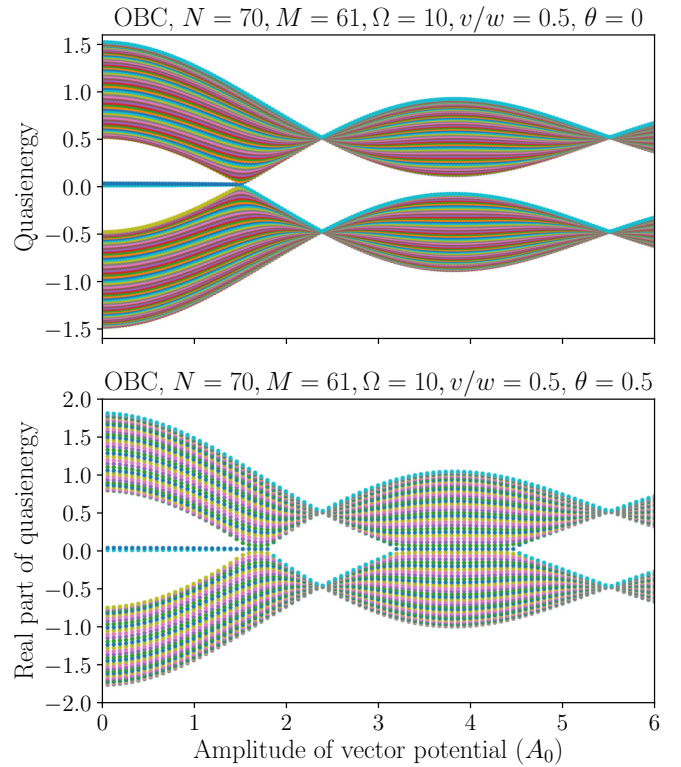 OBC, N = 70, M = 61, Ω = 10, v/w = 0.5, θ = 0
Quasienergy
1.5
1.0
0.5
0.0
−0.5
−1.0
−1.5
OBC, N = 70, M = 61, Ω = 10, v/w = 0.5, θ = 0.5
Real part of quasienergy
2.0
1.5
1.0
0.5
0.0
−0.5
−1.0
−1.5
−2.0
0 1 2 3 4 5 6
Amplitude of vector potential (A₀)